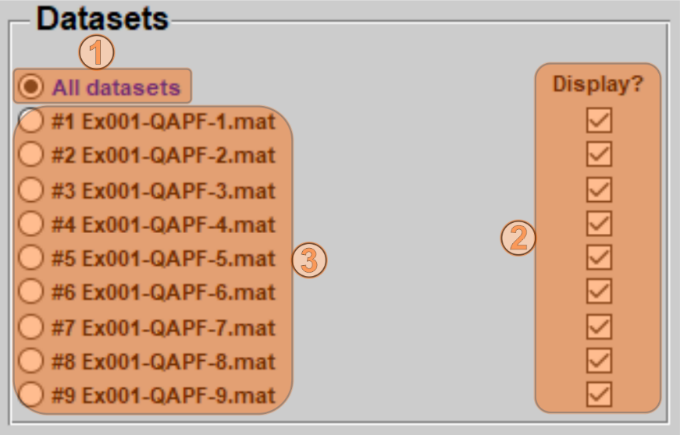 Datasets
1
All datasets
Display?
#1 Ex001-QAPF-1.mat
#2 Ex001-QAPF-2.mat
#3 Ex001-QAPF-3.mat
#4 Ex001-QAPF-4.mat
2
#5 Ex001-QAPF-5.mat
3
#6 Ex001-QAPF-6.mat
#7 Ex001-QAPF-7.mat
#8 Ex001-QAPF-8.mat
#9 Ex001-QAPF-9.mat